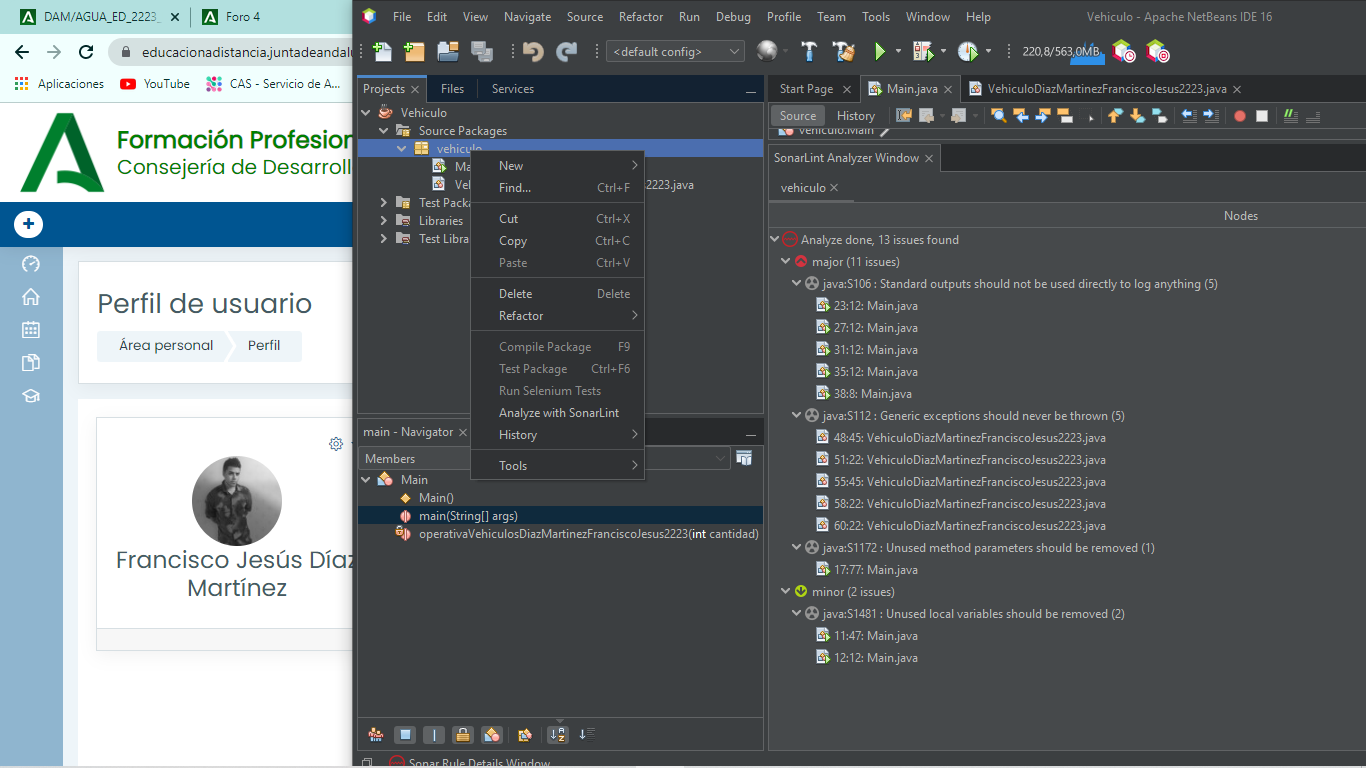 DAM/AGUA_ED_2223_
Foro 4
educacionadistancia.juntadeandalu
Aplicaciones
YouTube
CAS - Servicio de A...
Formación Profesion
Consejería de Desarroll
Perfil de usuario
Área personal
Perfil
Francisco Jesús Díaz
Martínez
File Edit View Navigate Source Refactor Run Debug Profile Team Tools Window Help
Vehiculo - Apache NetBeans IDE 16
<default config>
220,8/563,0MB
Projects
Files
Services
Vehiculo
Source Packages
vehiculo
Ma
Ve
s2223.java
Test Packa
Libraries
Test Libra
New
Find... Ctrl+F
Cut Ctrl+X
Copy Ctrl+C
Paste Ctrl+V
Delete Delete
Refactor
Compile Package F9
Test Package Ctrl+F6
Run Selenium Tests
Analyze with SonarLint
History
Tools
main - Navigator
Members
Main
Main()
main(String[] args)
operativaVehiculosDiazMartinezFranciscoJesus2223(int cantidad)
Sonar Rule Details Window
Start Page
Main.java
VehiculoDiazMartinezFranciscoJesus2223.java
Source
History
vehiculo.Main
SonarLint Analyzer Window
vehiculo
Nodes
Analyze done, 13 issues found
major (11 issues)
java:S106 : Standard outputs should not be used directly to log anything (5)
23:12: Main.java
27:12: Main.java
31:12: Main.java
35:12: Main.java
38:8: Main.java
java:S112 : Generic exceptions should never be thrown (5)
48:45: VehiculoDiazMartinezFranciscoJesus2223.java
51:22: VehiculoDiazMartinezFranciscoJesus2223.java
55:45: VehiculoDiazMartinezFranciscoJesus2223.java
58:22: VehiculoDiazMartinezFranciscoJesus2223.java
60:22: VehiculoDiazMartinezFranciscoJesus2223.java
java:S1172 : Unused method parameters should be removed (1)
17:77: Main.java
minor (2 issues)
java:S1481 : Unused local variables should be removed (2)
11:47: Main.java
12:12: Main.java